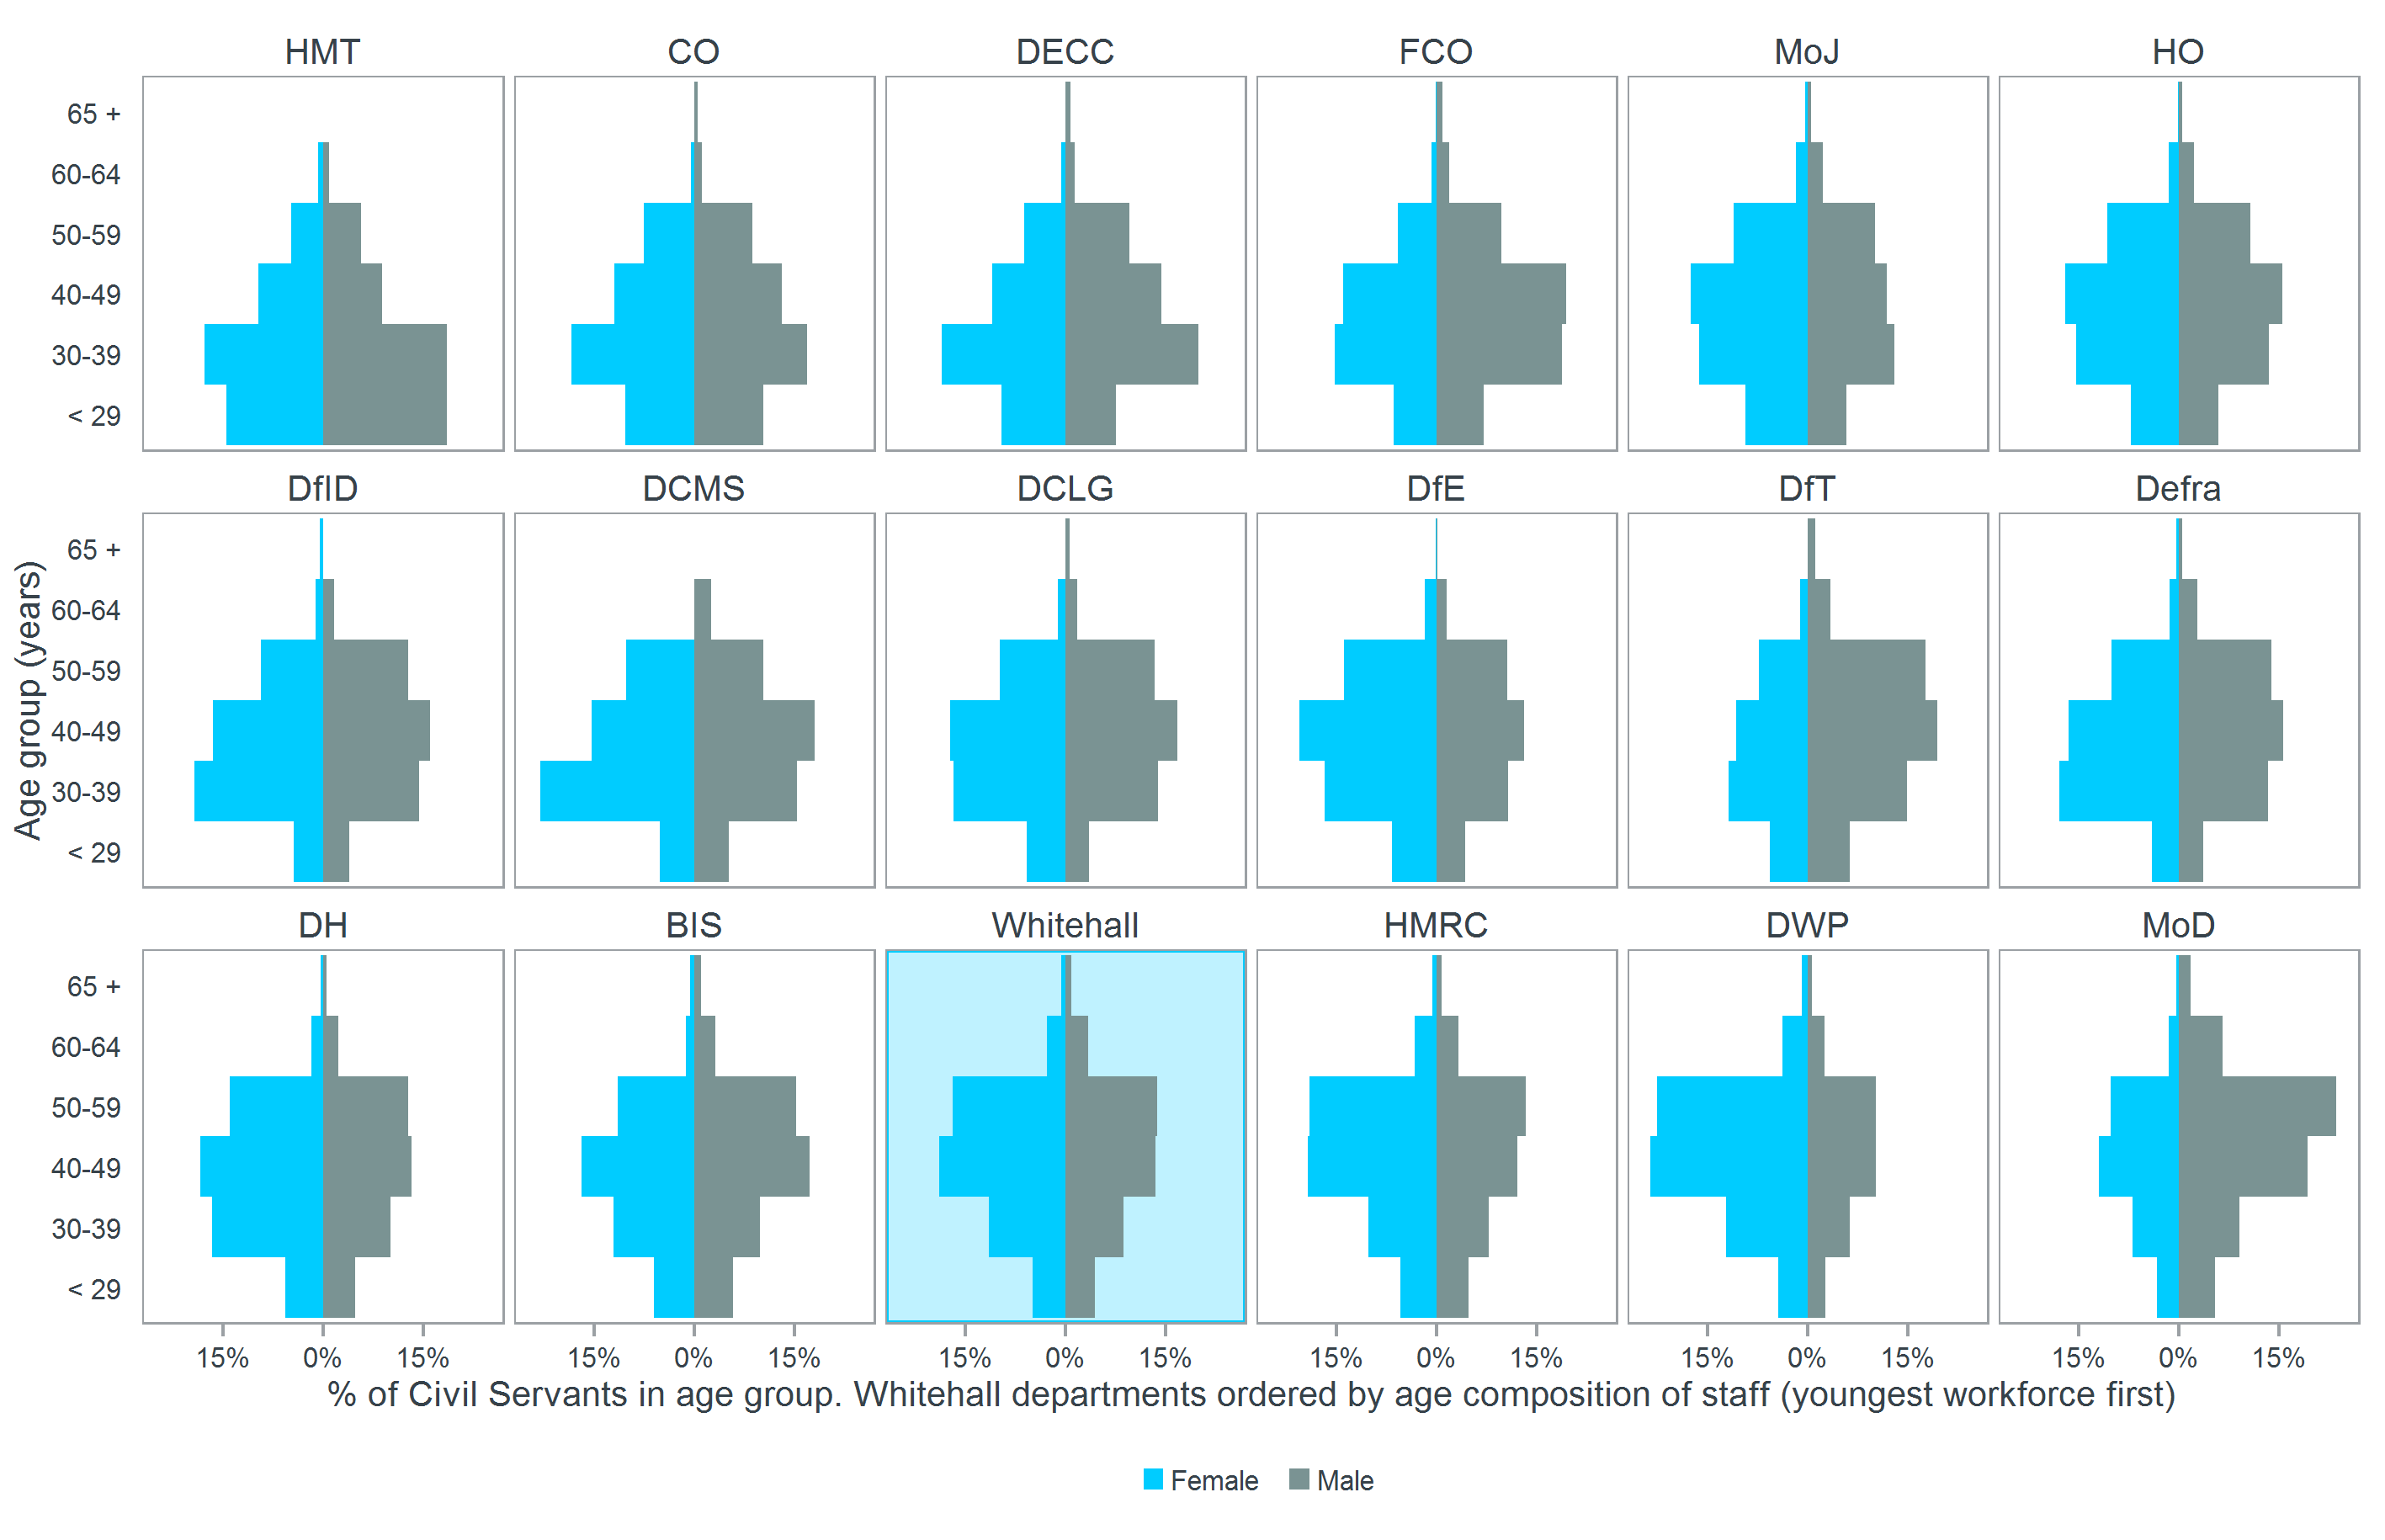 HMT CO DECC FCO MoJ HO
65 +
60-64
50-59
40-49
30-39
< 29
DfID DCMS DCLG DfE DfT Defra
65 +
60-64
50-59
40-49
30-39
< 29
Age group (years)
DH BIS Whitehall HMRC DWP MoD
65 +
60-64
50-59
40-49
30-39
< 29
15% 0% 15% 15% 0% 15% 15% 0% 15% 15% 0% 15% 15% 0% 15% 15% 0% 15%
% of Civil Servants in age group. Whitehall departments ordered by age composition of staff (youngest workforce first)
Female Male